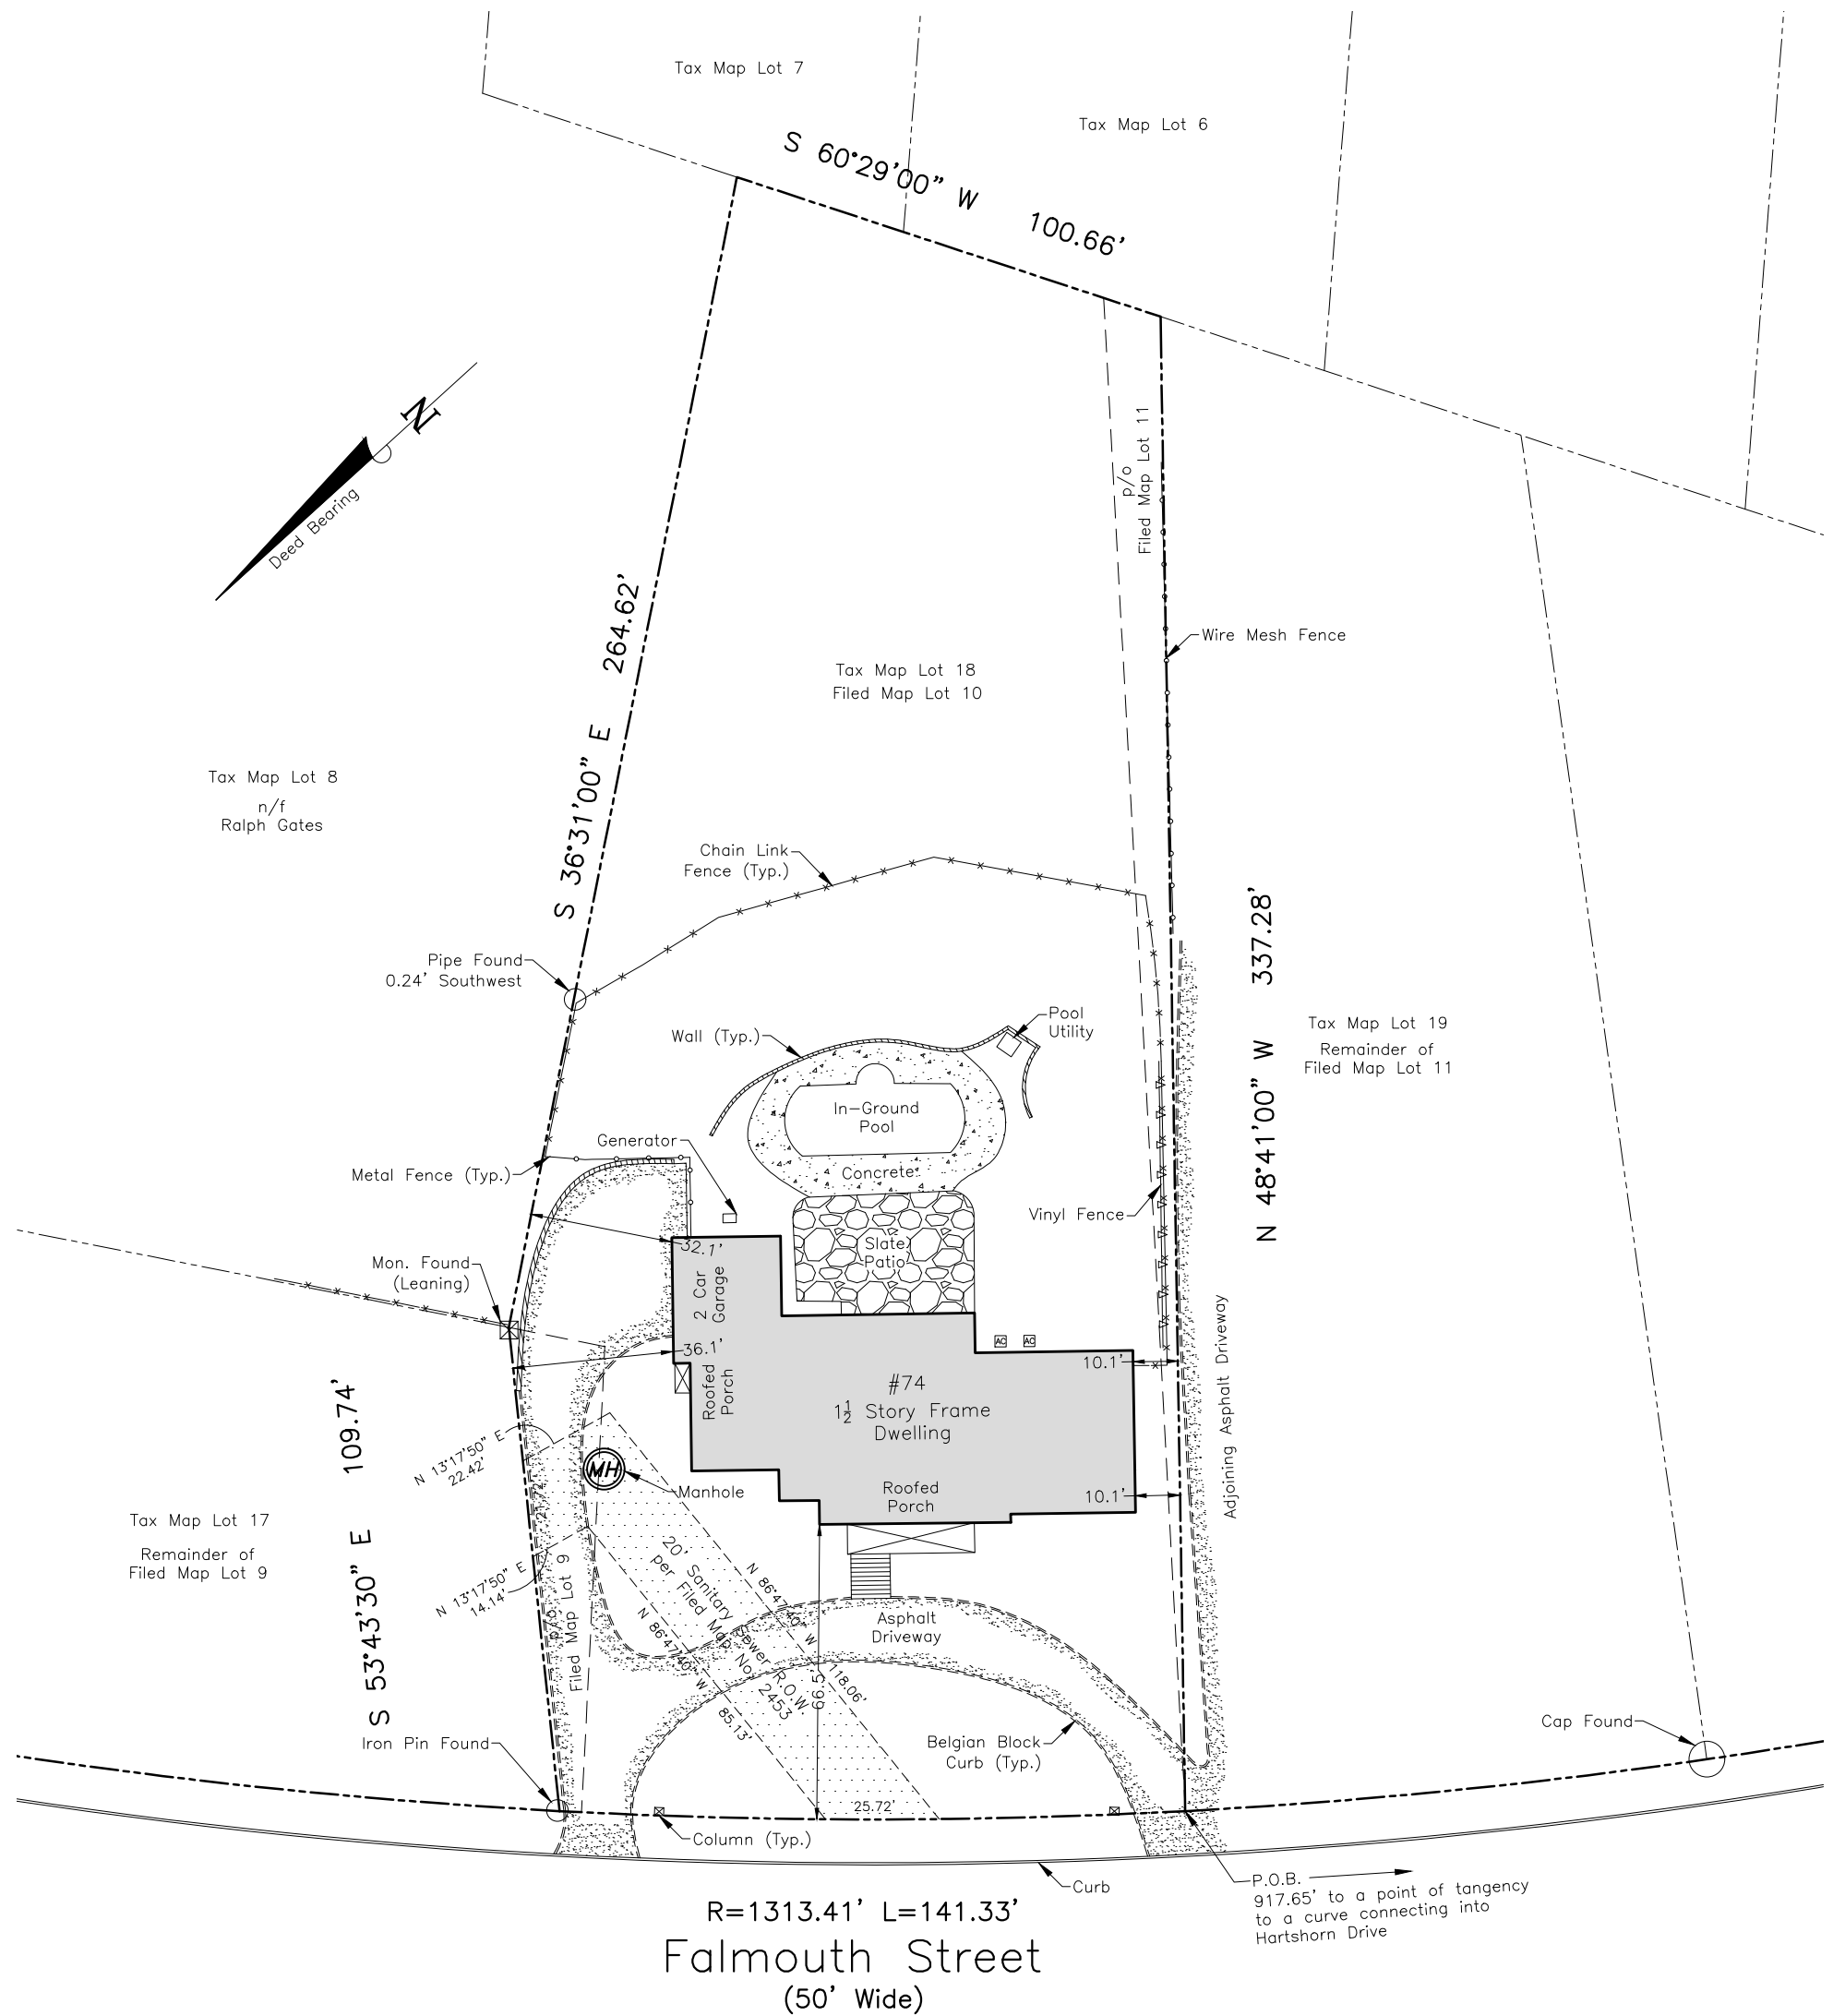 Tax Map Lot 7
Tax Map Lot 6
S 60°29'00" W 100.66'
N
Deed Bearing
p/o
Filed Map Lot 11
S 36°31'00" E 264.62'
Wire Mesh Fence
Tax Map Lot 18
Filed Map Lot 10
Tax Map Lot 8
n/f
Ralph Gates
Chain Link
Fence (Typ.)
N 48°41'00" W 337.28'
Pipe Found
0.24' Southwest
Pool
Utility
Wall (Typ.)
Tax Map Lot 19
Remainder of
Filed Map Lot 11
In-Ground
Pool
Generator
Concrete
Metal Fence (Typ.)
Vinyl Fence
32.1'
Slate
Patio
Mon. Found
(Leaning)
2 Car
Garage
AC
AC
36.1'
10.1'
Adjoining Asphalt Driveway
Roofed
Porch
#74
1½ Story Frame
Dwelling
S 53°43'30" E 109.74'
N 13°17'50" E
22.42'
MH
Manhole
Roofed
Porch
10.1'
Tax Map Lot 17
Remainder of
Filed Map Lot 9
N 13°17'50" E
14.14'
p/o
Filed Map Lot 9
20' Sanitary Sewer R.O.W.
per Filed Map No. 2453
N 86°47'40" W
118.06'
N 86°47'40" W
85.13'
66.5'
Asphalt
Driveway
Iron Pin Found
Belgian Block
Curb (Typ.)
Cap Found
25.72'
Column (Typ.)
Curb
P.O.B.
917.65' to a point of tangency
to a curve connecting into
Hartshorn Drive
R=1313.41' L=141.33'
Falmouth Street
(50' Wide)